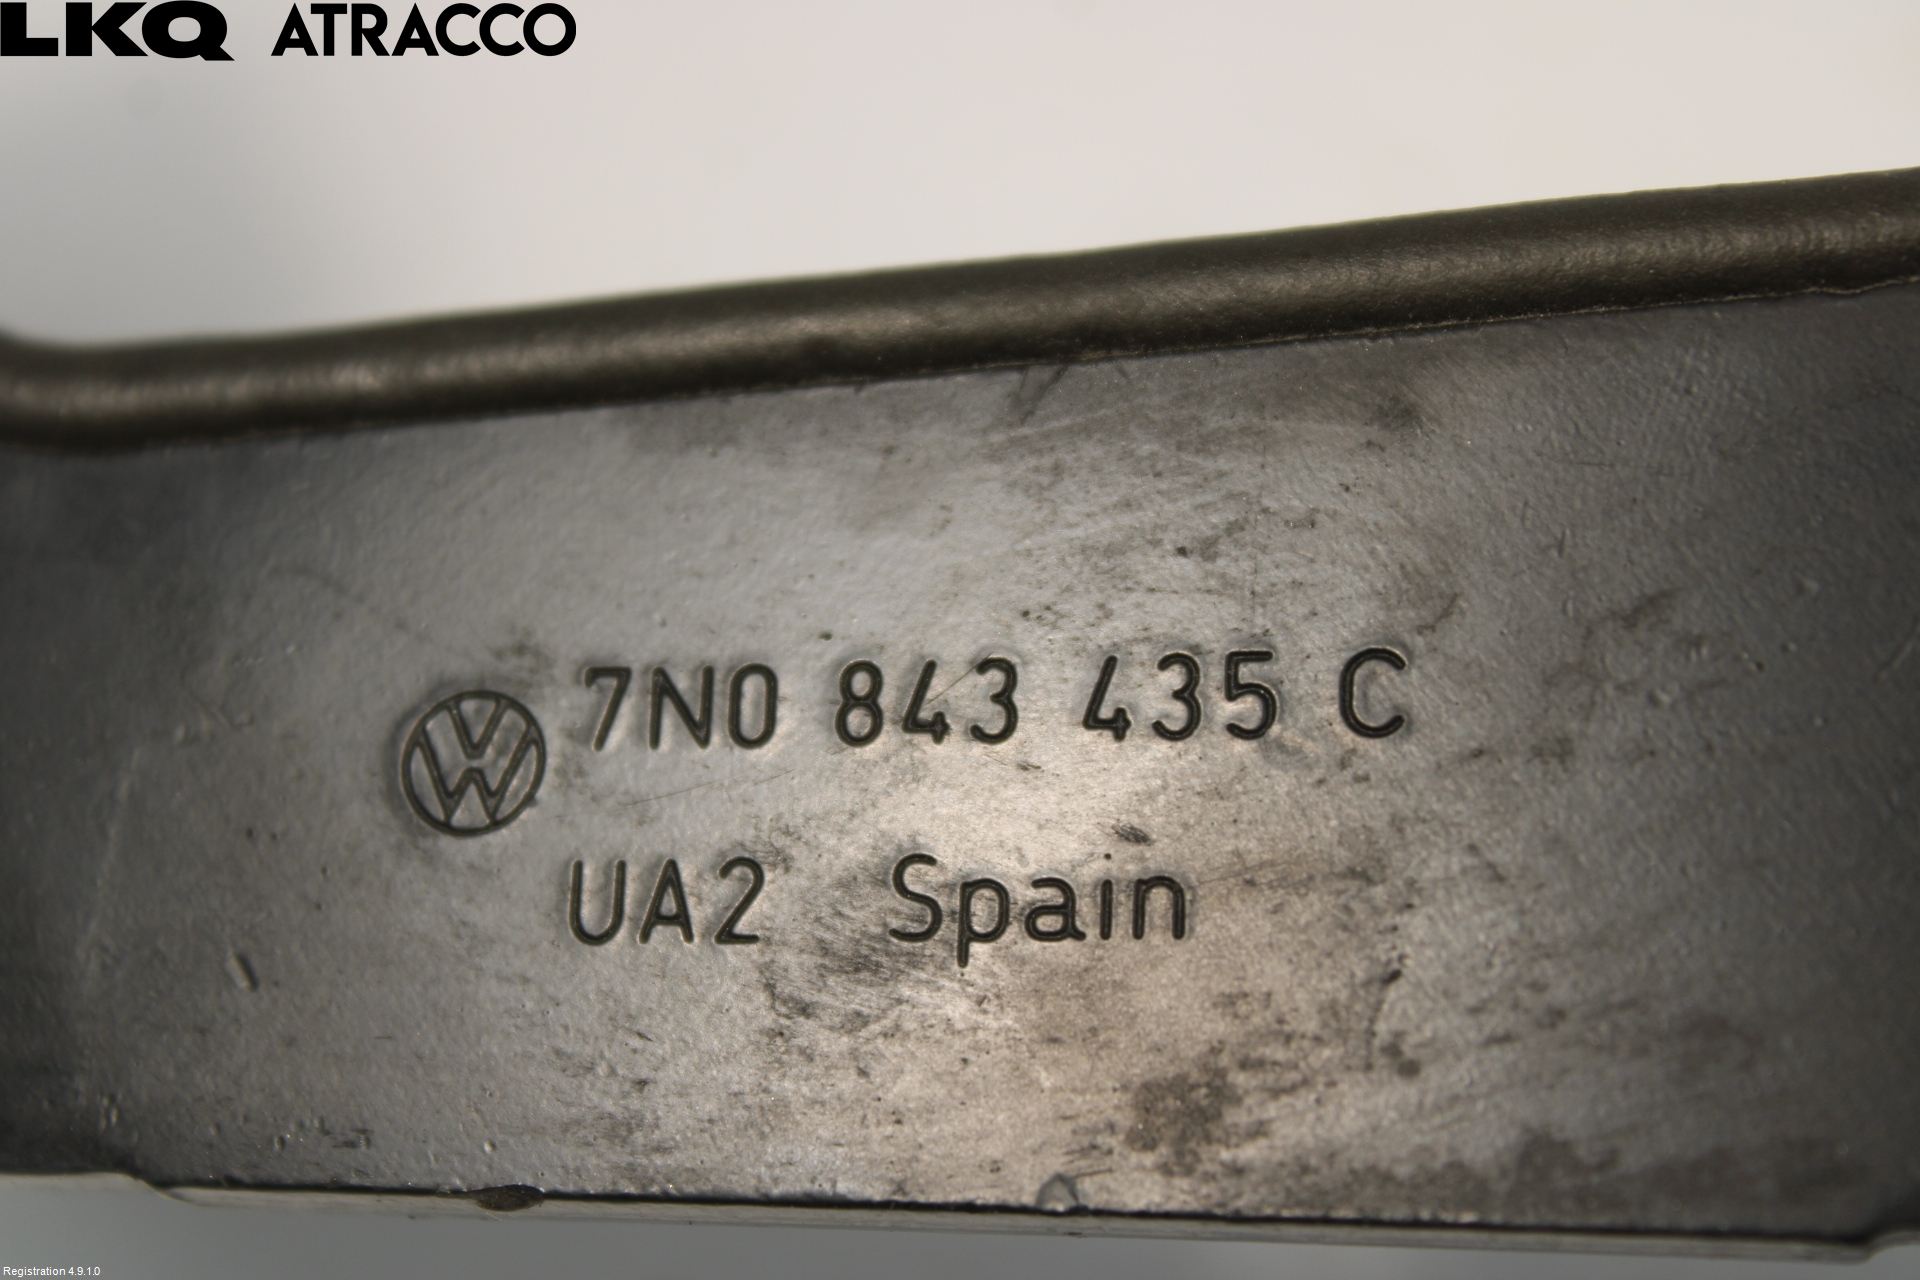 LKQ ATRACCO
7N0 843 435 C
UA2 Spain
Registration 4.9.1.0